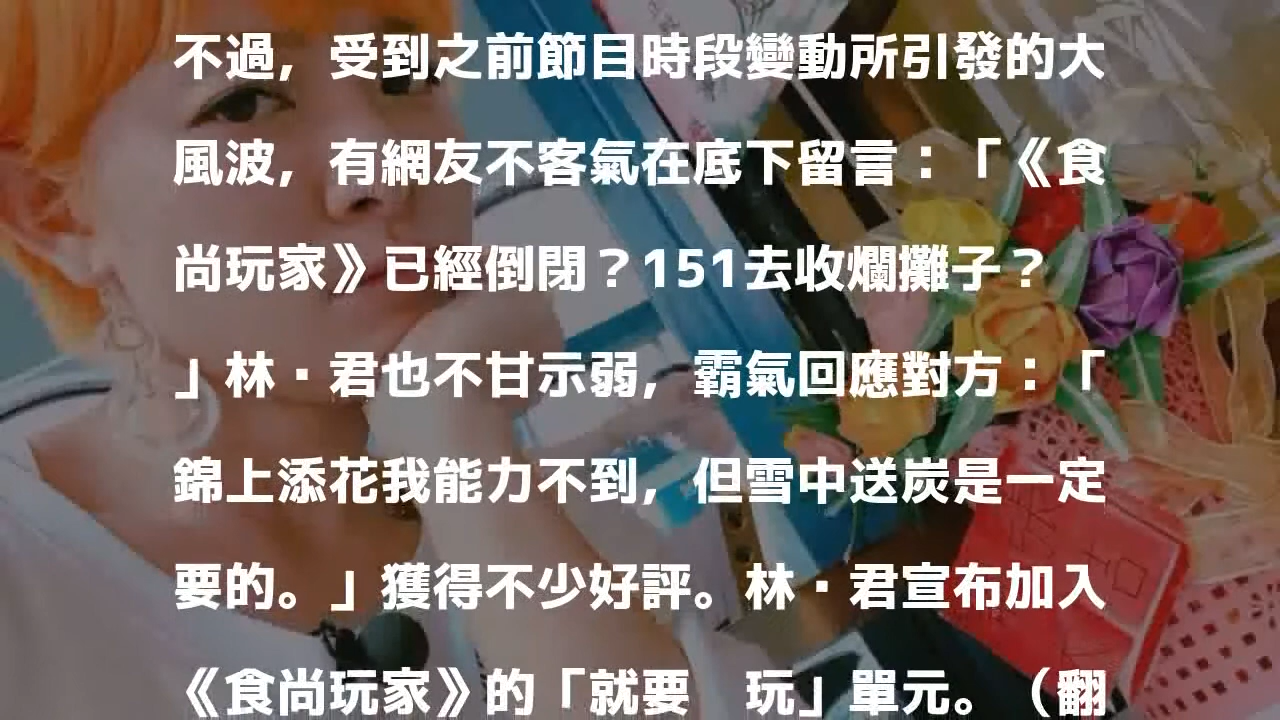 不過，受到之前節目時段變動所引發的大
風波，有網友不客氣在底下留言：「《食
尚玩家》已經倒閉？151去收爛攤子？
」林·君也不甘示弱，霸氣回應對方：「
錦上添花我能力不到，但雪中送炭是一定
要的。」獲得不少好評。林·君宣布加入
《食尚玩家》的「就要　玩」單元。（翻